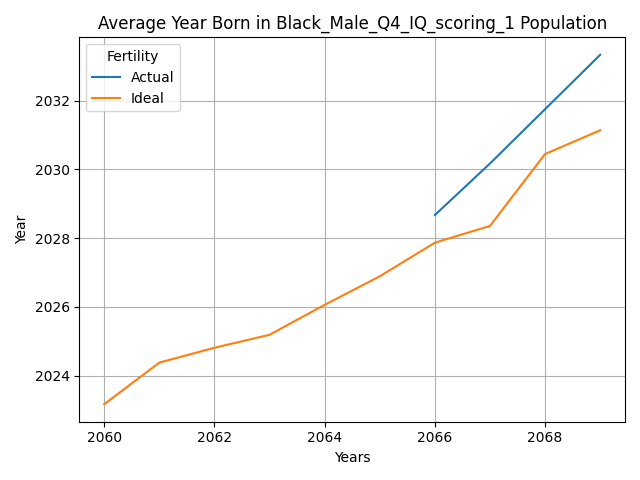 Average Year Born in Black_Male_Q4_IQ_scoring_1 Population
Fertility
Actual
Ideal
2032
2030
2028
2026
2024
Year
2060 2062 2064 2066 2068
Years